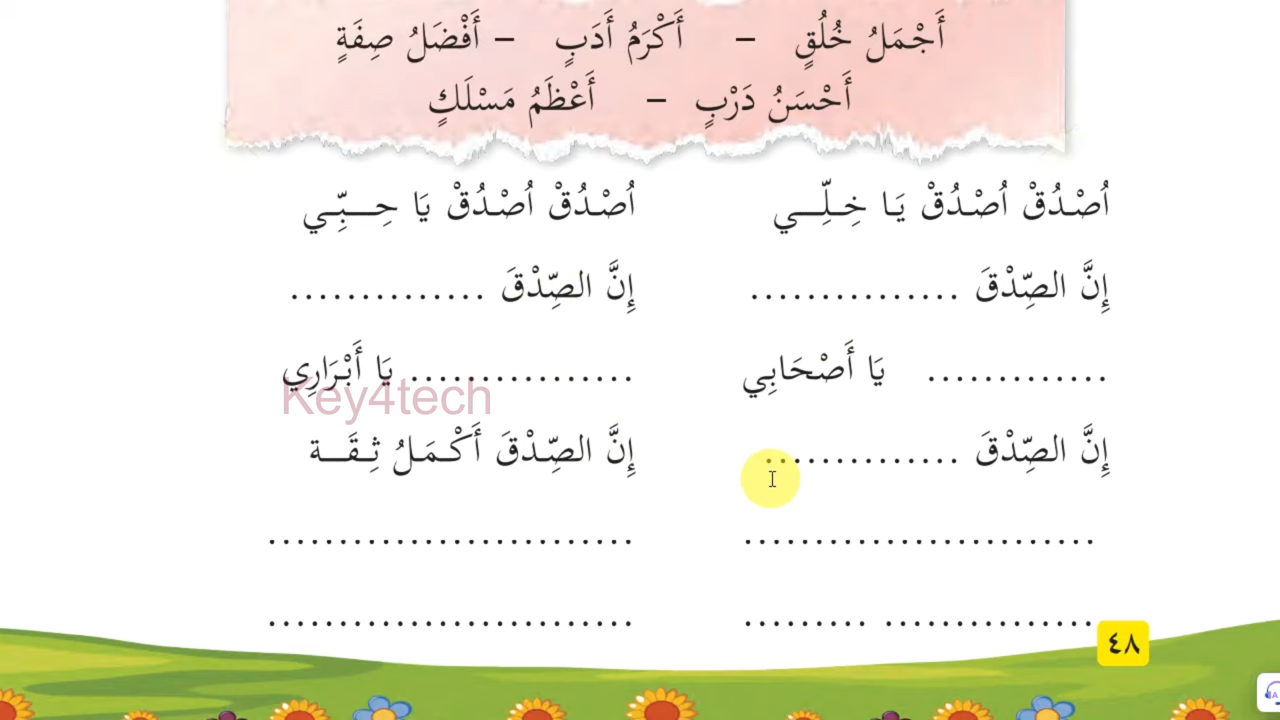 أَجْمَلُ خُلُقٍ – أَكْرَمُ أَدَبٍ – أَفْضَلُ صِفَةٍ
أَحْسَنُ دَرْبٍ – أَعْظَمُ مَسْلَكٍ
اُصْدُقْ اُصْدُقْ يَا خِلِّي اُصْدُقْ اُصْدُقْ يَا حِبِّي
إِنَّ الصِّدْقَ ............... إِنَّ الصِّدْقَ ..............
............. يَا أَصْحَابِي ................ يَا أَبْرَارِي
إِنَّ الصِّدْقَ .............. إِنَّ الصِّدْقَ أَكْمَلُ ثِقَة
Key4tech
......................... ..........................
............... ......... ..........................
٤٨